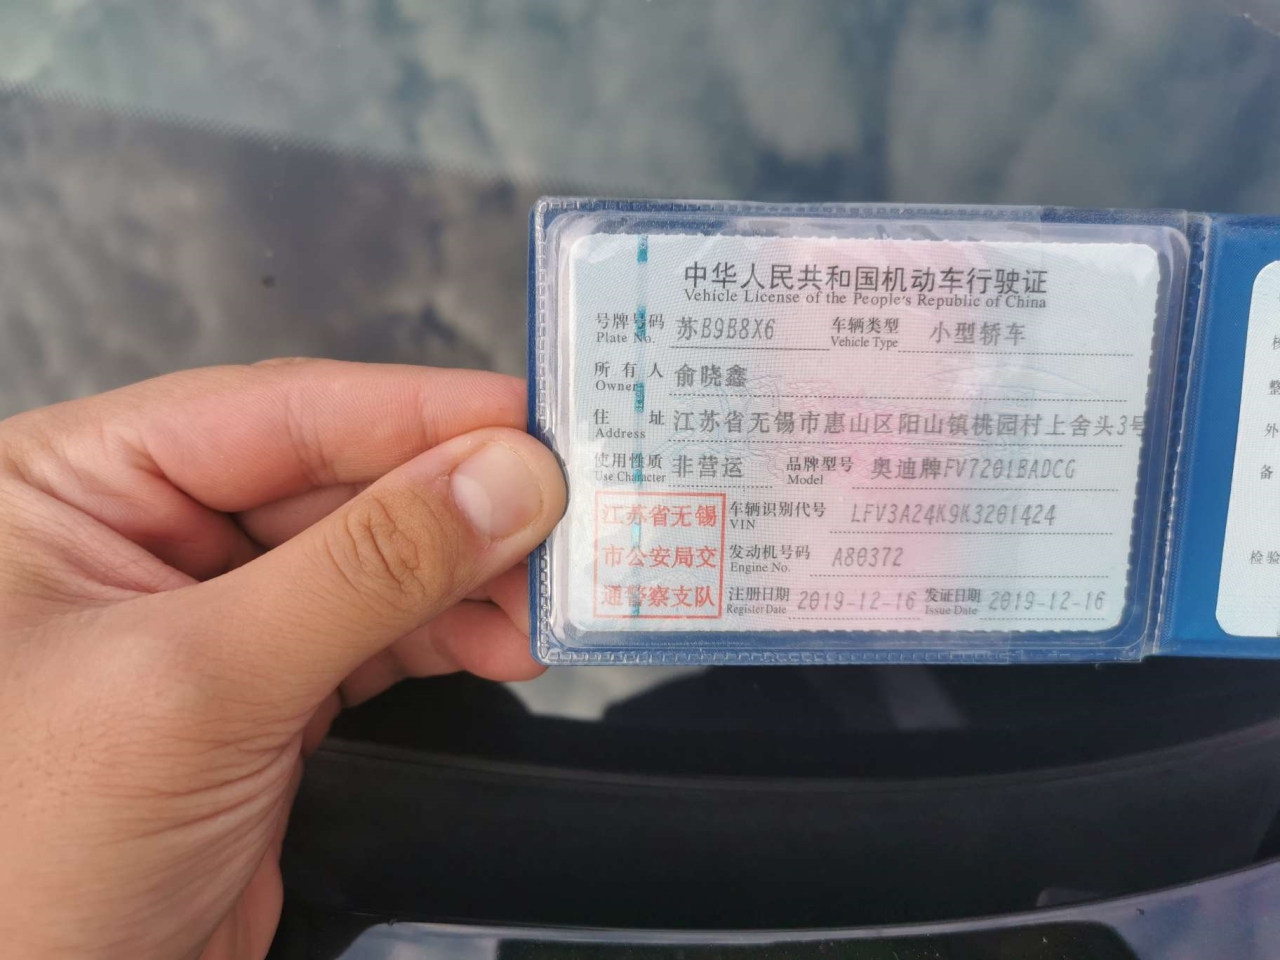 中华人民共和国机动车行驶证
Vehicle License of the People's Republic of China
号牌号码 苏B9B8X6 车辆类型 小型轿车
Plate No. Vehicle Type
所有人 俞晓鑫
Owner
住址 江苏省无锡市惠山区阳山镇桃园村上舍头3号
Address
使用性质 非营运 品牌型号 奥迪牌FV7201BADCG
Use Character Model
江苏省无锡 车辆识别代号 LFV3A24K9K3201424
VIN
市公安局交 发动机号码 A80372
Engine No.
通警察支队 注册日期 2019-12-16 发证日期 2019-12-16
Register Date Issue Date
整
外
备
检验